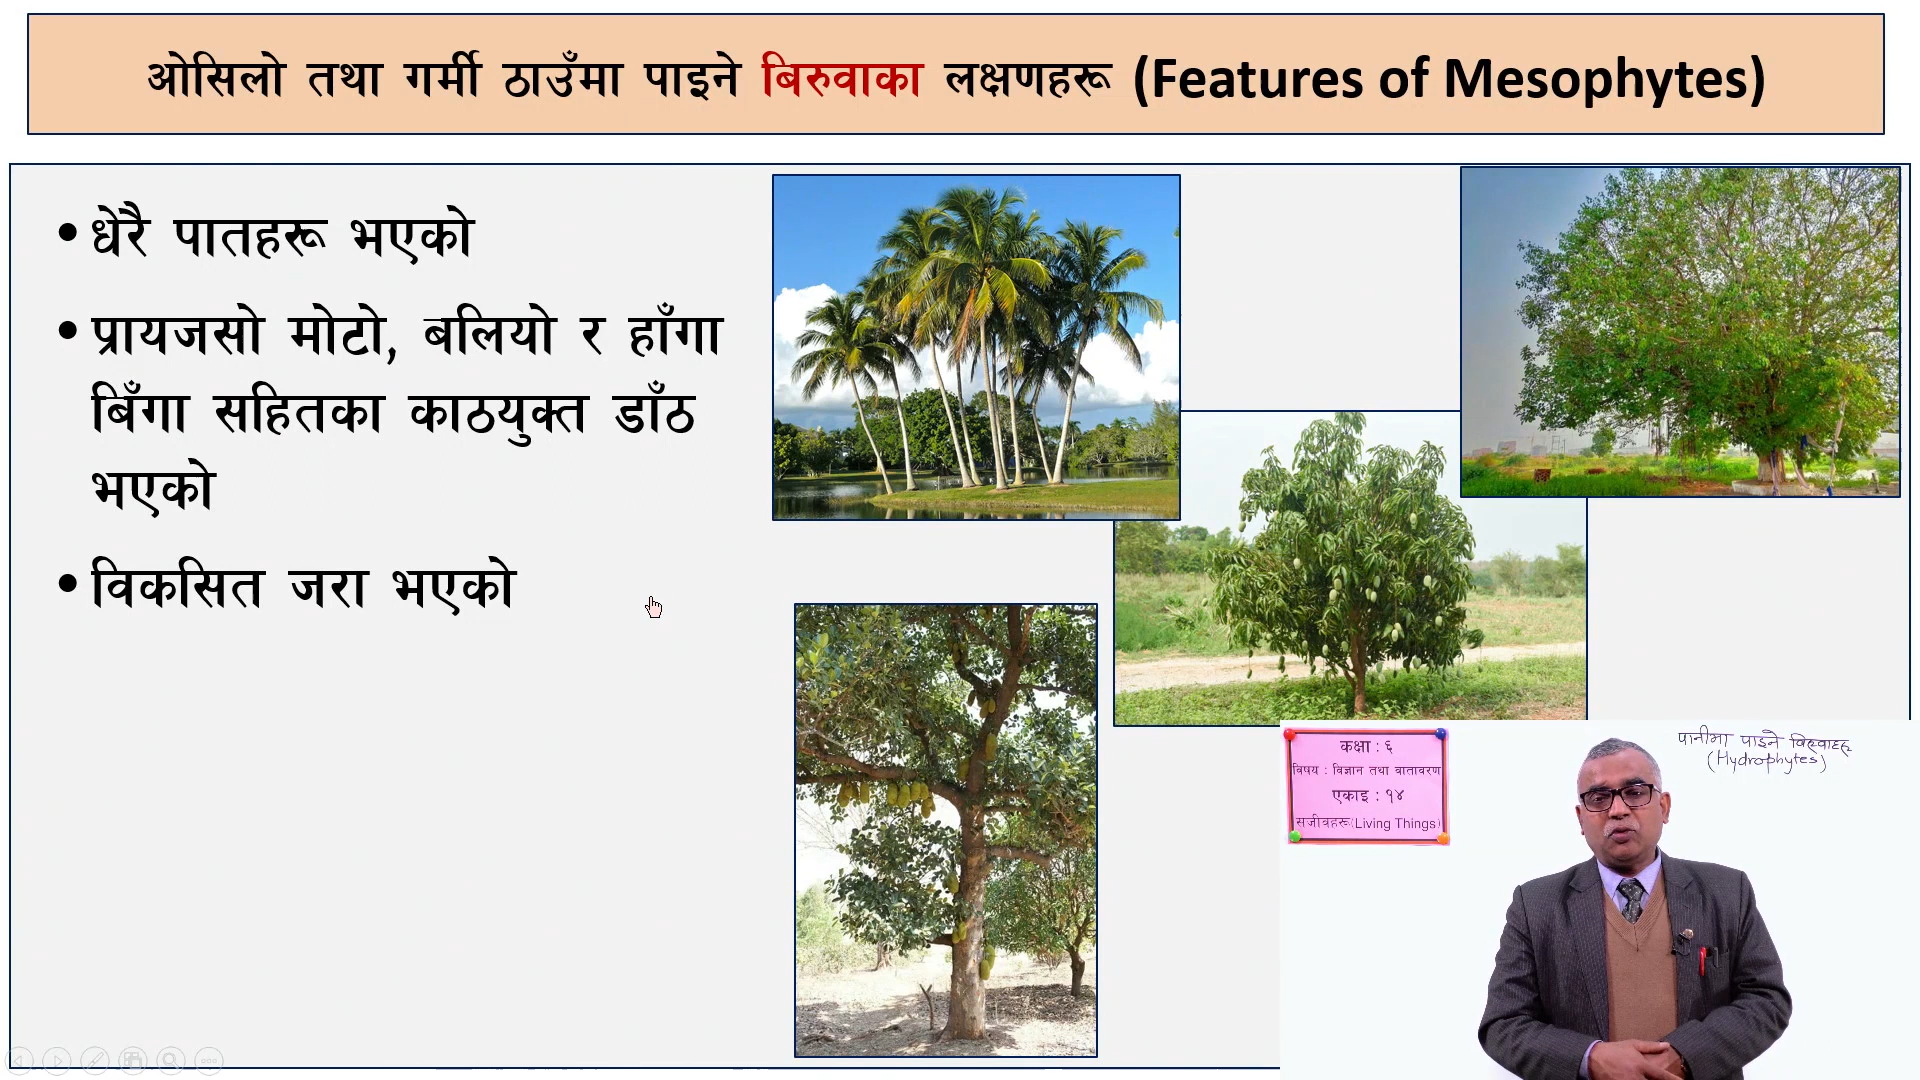 ओसिलो तथा गर्मी ठाउँमा पाइने बिरुवाका लक्षणहरू (Features of Mesophytes)
• धेरै पातहरू भएको
• प्रायजसो मोटो, बलियो र हाँगा
बिँगा सहितका काठयुक्त डाँठ
भएको
• विकसित जरा भएको
कक्षा : ६
विषय : विज्ञान तथा वातावरण
एकाइ : १४
सजीवहरू(Living Things)
पानीमा पाइने विरुवाहरू
(Hydrophytes)